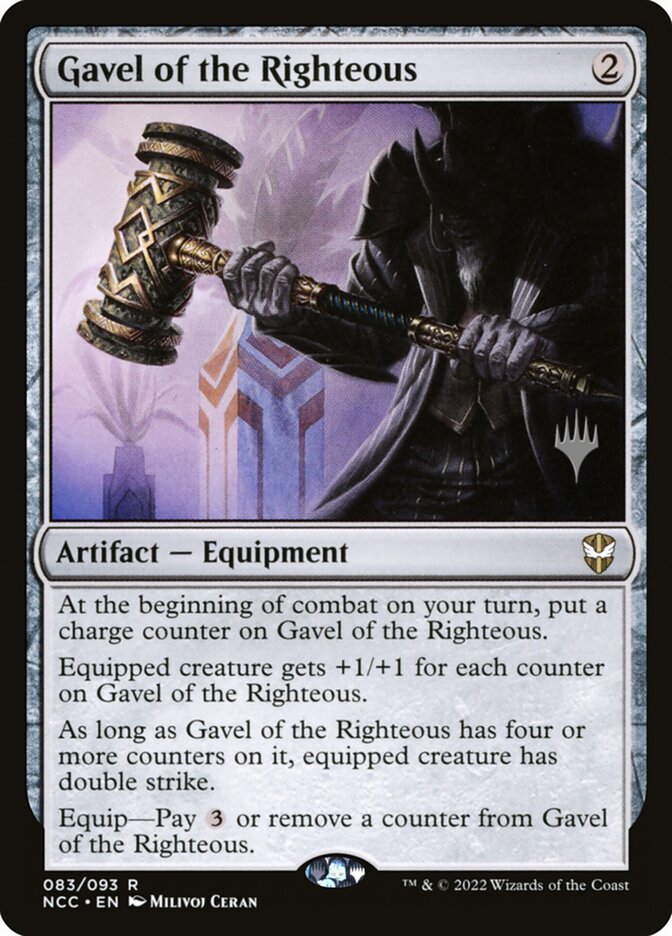 Gavel of the Righteous 2
Artifact — Equipment
At the beginning of combat on your turn, put a
charge counter on Gavel of the Righteous.
Equipped creature gets +1/+1 for each counter
on Gavel of the Righteous.
As long as Gavel of the Righteous has four or
more counters on it, equipped creature has
double strike.
Equip—Pay 3 or remove a counter from Gavel
of the Righteous.
083/093 R
NCC • EN Milivoj Ceran
™ & © 2022 Wizards of the Coast